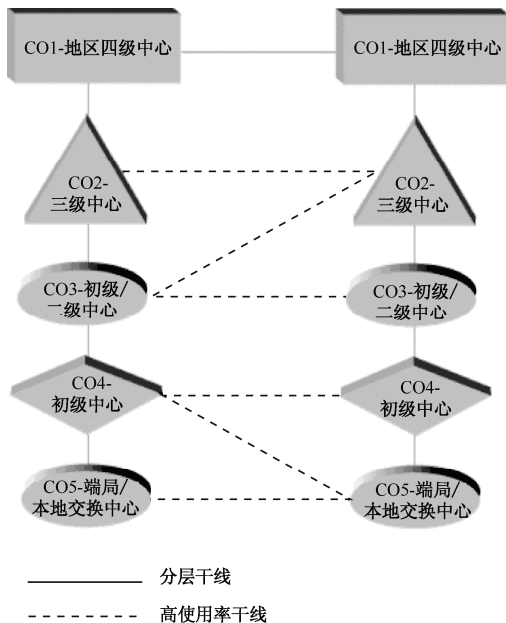 CO1-地区四级中心
CO1-地区四级中心
CO2-
三级中心
CO2-
三级中心
CO3-初级/
二级中心
CO3-初级/
二级中心
CO4-
初级中心
CO4-
初级中心
CO5-端局/
本地交换中心
CO5-端局/
本地交换中心
分层干线
高使用率干线